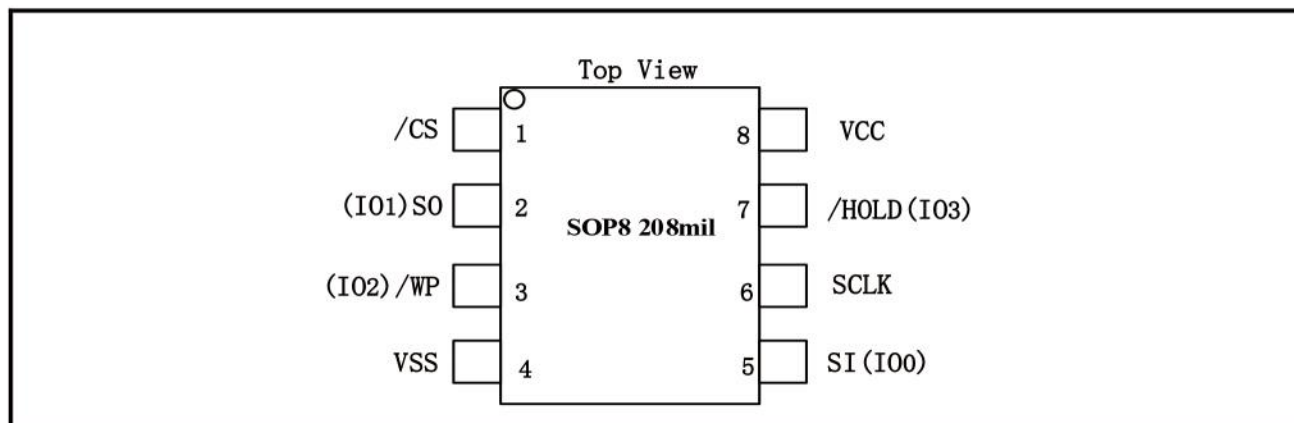 Top View
/CS 1 8 VCC
(IO1)SO 2 7 /HOLD(IO3)
SOP8 208mil
(IO2)/WP 3 6 SCLK
VSS 4 5 SI(IO0)